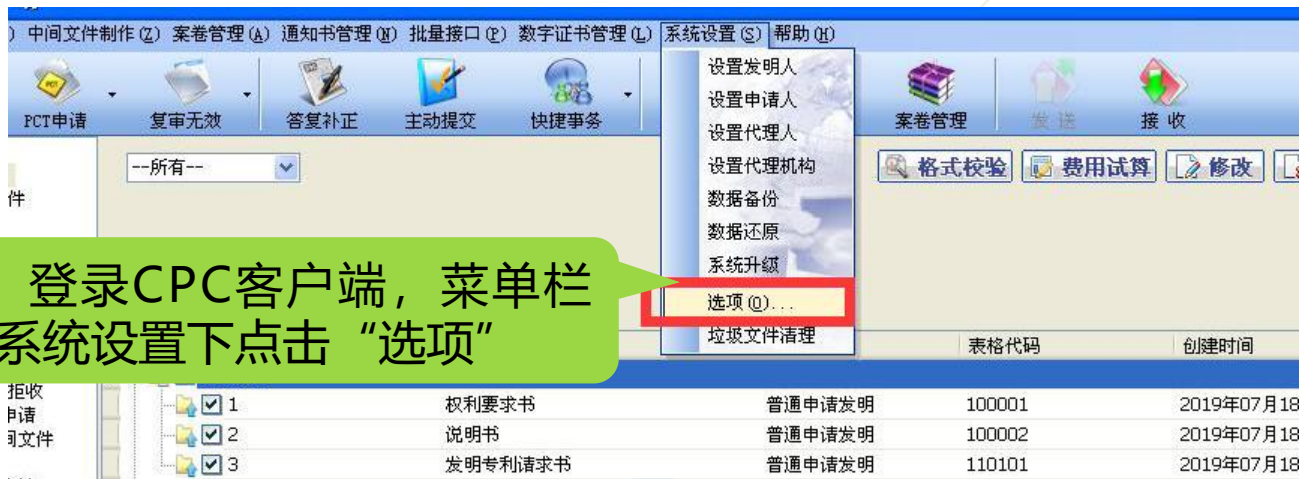 ) 中间文件制作(Z) 案卷管理(A) 通知书管理(N) 批量接口(P) 数字证书管理(L) 系统设置(S) 帮助(H)
PCT申请 复审无效 答复补正 主动提交 快捷事务 案卷管理 发 送 接 收
设置发明人
设置申请人
设置代理人
设置代理机构
数据备份
数据还原
系统升级
选项(O)...
垃圾文件清理
--所有-- 格式校验 费用试算 修改
件
登录CPC客户端，菜单栏
系统设置下点击“选项”
表格代码 创建时间
拒收
申请
间文件
1 权利要求书 普通申请发明 100001 2019年07月18
2 说明书 普通申请发明 100002 2019年07月18
3 发明专利请求书 普通申请发明 110101 2019年07月18